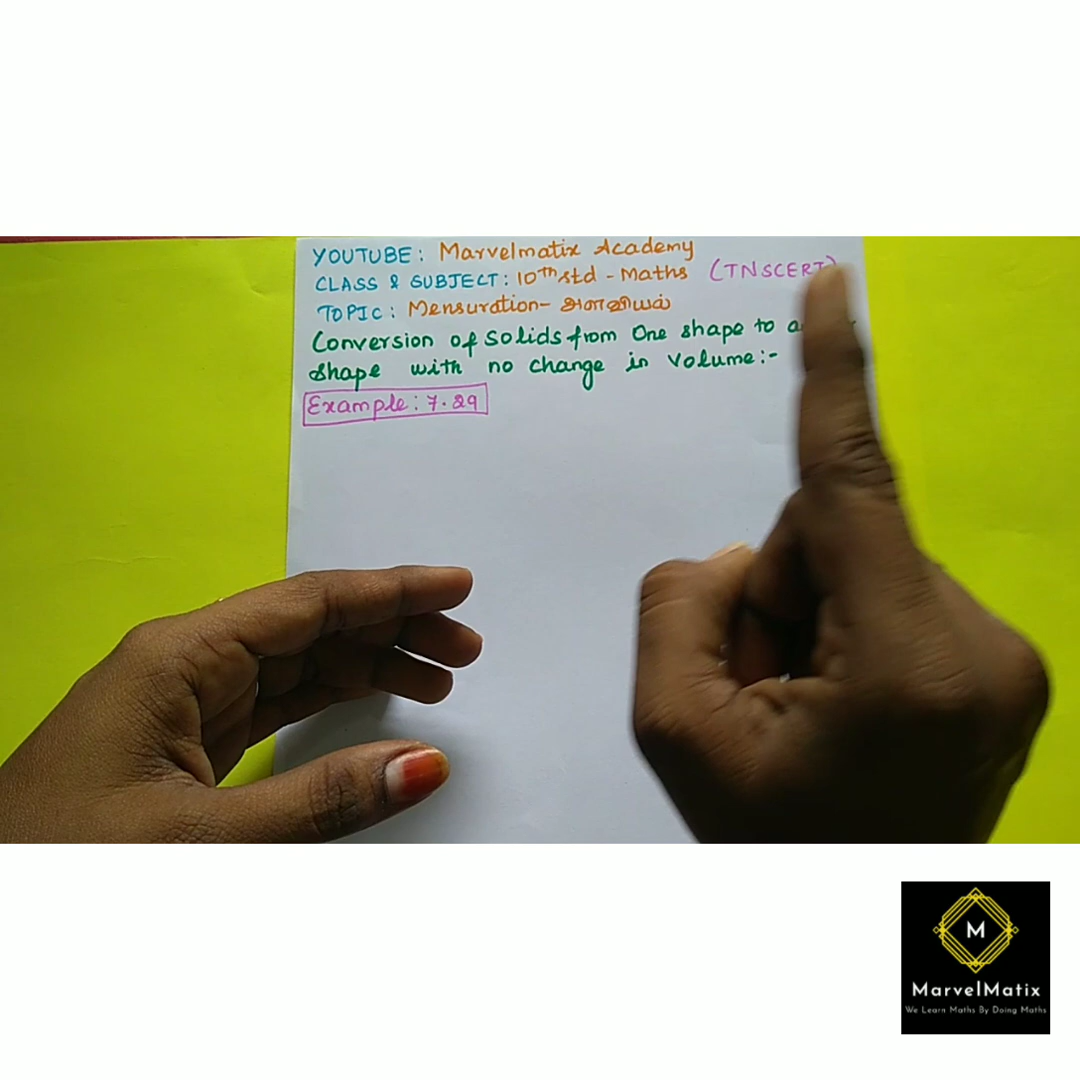 YOUTUBE: Marvelmatix Academy
CLASS & SUBJECT: 10th std - Maths (TNSCERT)
TOPIC: Mensuration- அளவியல்
Conversion of solids from One shape to
shape with no change in volume:-
Example: 7.29
M
MarvelMatix
We Learn Maths By Doing Maths